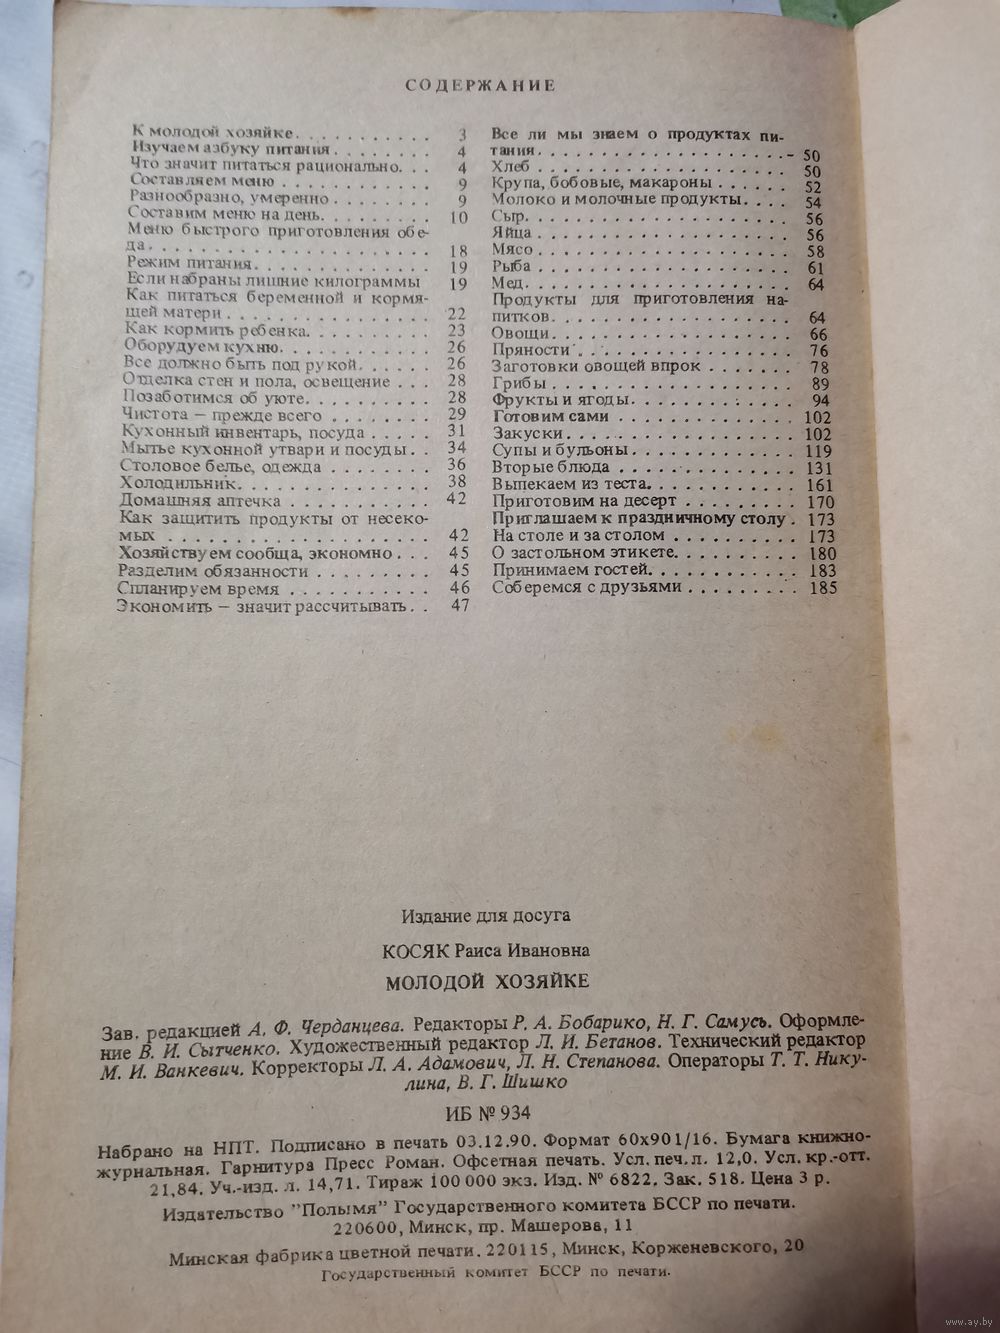 СОДЕРЖАНИЕ
К молодой хозяйке. . . . . . . . . . . 3
Изучаем азбуку питания . . . . . . . . 4
Что значит питаться рационально. . . 4
Составляем меню . . . . . . . . . . . 9
Разнообразно, умеренно . . . . . . . . 9
Составим меню на день. . . . . . . . . 10
Меню быстрого приготовления обе-
да. . . . . . . . . . . . . . . . . . 18
Режим питания. . . . . . . . . . . . . 19
Если набраны лишние килограммы 19
Как питаться беременной и кормя-
щей матери . . . . . . . . . . . . . . 22
Как кормить ребенка. . . . . . . . . . 23
Оборудуем кухню. . . . . . . . . . . . 26
Все должно быть под рукой. . . . . . 26
Отделка стен и пола, освещение . . . 28
Позаботимся об уюте. . . . . . . . . . 28
Чистота — прежде всего . . . . . . . . 29
Кухонный инвентарь, посуда . . . . . 31
Мытье кухонной утвари и посуды. . 34
Столовое белье, одежда . . . . . . . . 36
Холодильник. . . . . . . . . . . . . . 38
Домашняя аптечка . . . . . . . . . . . 42
Как защитить продукты от насеко-
мых . . . . . . . . . . . . . . . . . 42
Хозяйствуем сообща, экономно . . . 45
Разделим обязанности . . . . . . . . . 45
Спланируем время . . . . . . . . . . . 46
Экономить — значит рассчитывать. . 47
Все ли мы знаем о продуктах пи-
тания. . . . . . . . . . . . . . . . . 50
Хлеб . . . . . . . . . . . . . . . . . 50
Крупа, бобовые, макароны . . . . . . 52
Молоко и молочные продукты. . . . 54
Сыр. . . . . . . . . . . . . . . . . . 56
Яйца . . . . . . . . . . . . . . . . . 56
Мясо . . . . . . . . . . . . . . . . . 58
Рыба . . . . . . . . . . . . . . . . . 61
Мед. . . . . . . . . . . . . . . . . . 64
Продукты для приготовления на-
питков. . . . . . . . . . . . . . . . 64
Овощи. . . . . . . . . . . . . . . . . 66
Пряности . . . . . . . . . . . . . . . 76
Заготовки овощей впрок . . . . . . . 78
Грибы . . . . . . . . . . . . . . . . 89
Фрукты и ягоды. . . . . . . . . . . . 94
Готовим сами . . . . . . . . . . . . . 102
Закуски. . . . . . . . . . . . . . . . 102
Супы и бульоны. . . . . . . . . . . . 119
Вторые блюда . . . . . . . . . . . . . 131
Выпекаем из теста. . . . . . . . . . . 161
Приготовим на десерт . . . . . . . . . 170
Приглашаем к праздничному столу . 173
На столе и за столом . . . . . . . . . 173
О застольном этикете. . . . . . . . . 180
Принимаем гостей. . . . . . . . . . . 183
Соберемся с друзьями . . . . . . . . . 185
Издание для досуга
КОСЯК Раиса Ивановна
МОЛОДОЙ ХОЗЯЙКЕ
Зав. редакцией А. Ф. Черданцева. Редакторы Р. А. Бобарико, Н. Г. Самусь. Оформле-
ние В. И. Сытченко. Художественный редактор Л. И. Бетанов. Технический редактор
М. И. Ванкевич. Корректоры Л. А. Адамович, Л. Н. Степанова. Операторы Т. Т. Нику-
лина, В. Г. Шишко
ИБ № 934
Набрано на НПТ. Подписано в печать 03.12.90. Формат 60х901/16. Бумага книжно-
журнальная. Гарнитура Пресс Роман. Офсетная печать. Усл. печ. л. 12,0. Усл. кр.-отт.
21,84. Уч.-изд. л. 14,71. Тираж 100 000 экз. Изд. № 6822. Зак. 518. Цена 3 р.
Издательство "Полымя" Государственного комитета БССР по печати.
220600, Минск, пр. Машерова, 11
Минская фабрика цветной печати. 220115, Минск, Корженевского, 20
Государственный комитет БССР по печати.
www.ay.by